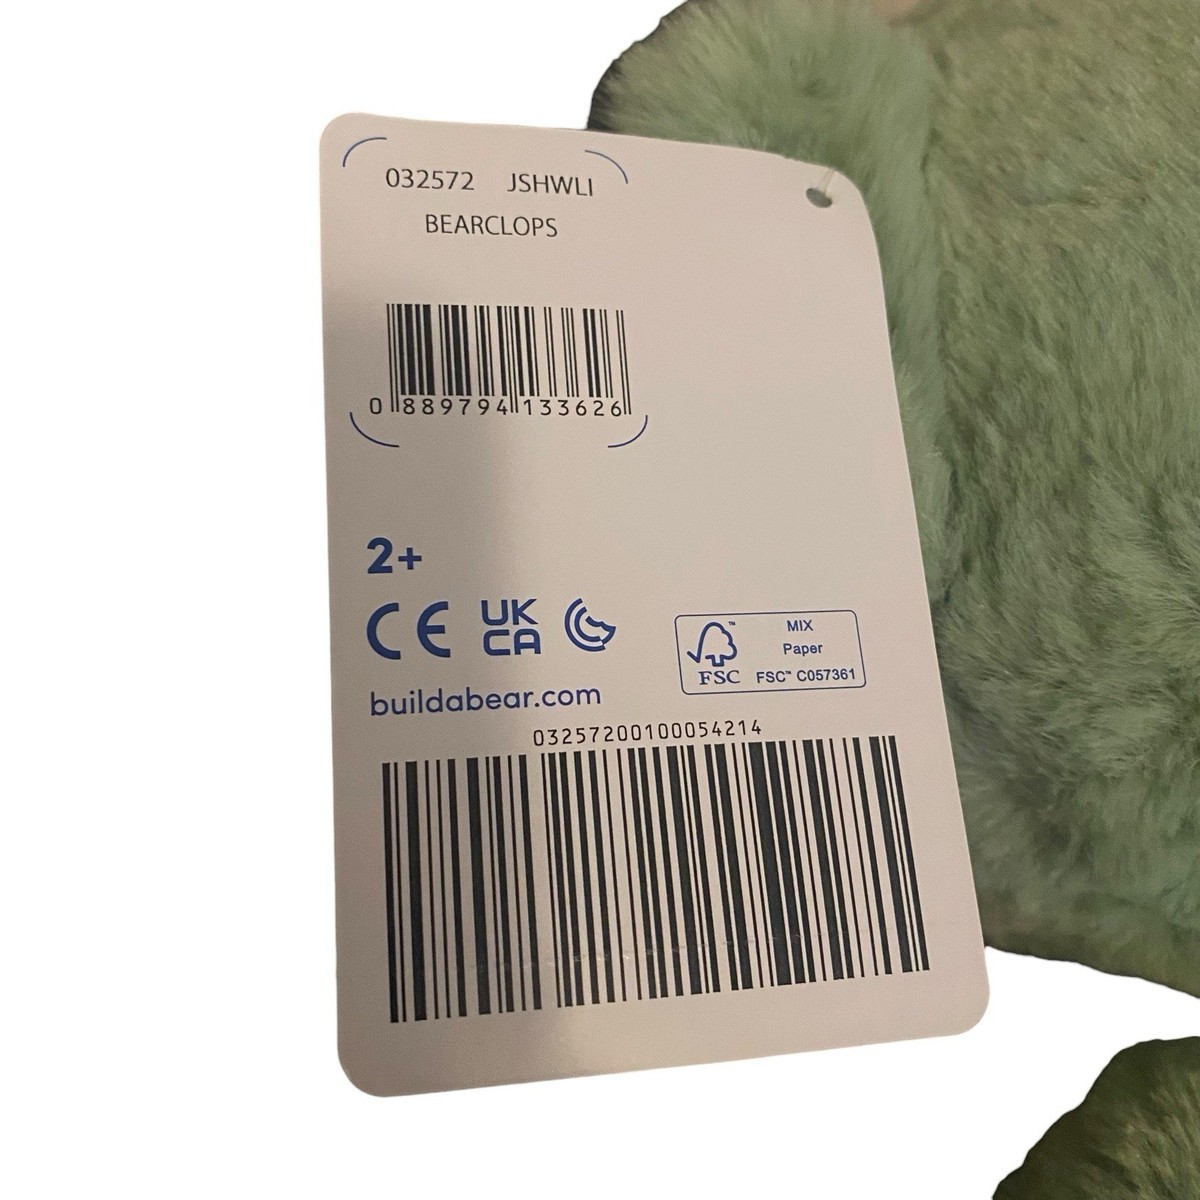 032572 JSHWLI
BEARCLOPS
0 889794 133626
2+
CE
UK
CA
MIX
Paper
FSC™ C057361
FSC
buildabear.com
03257200100054214